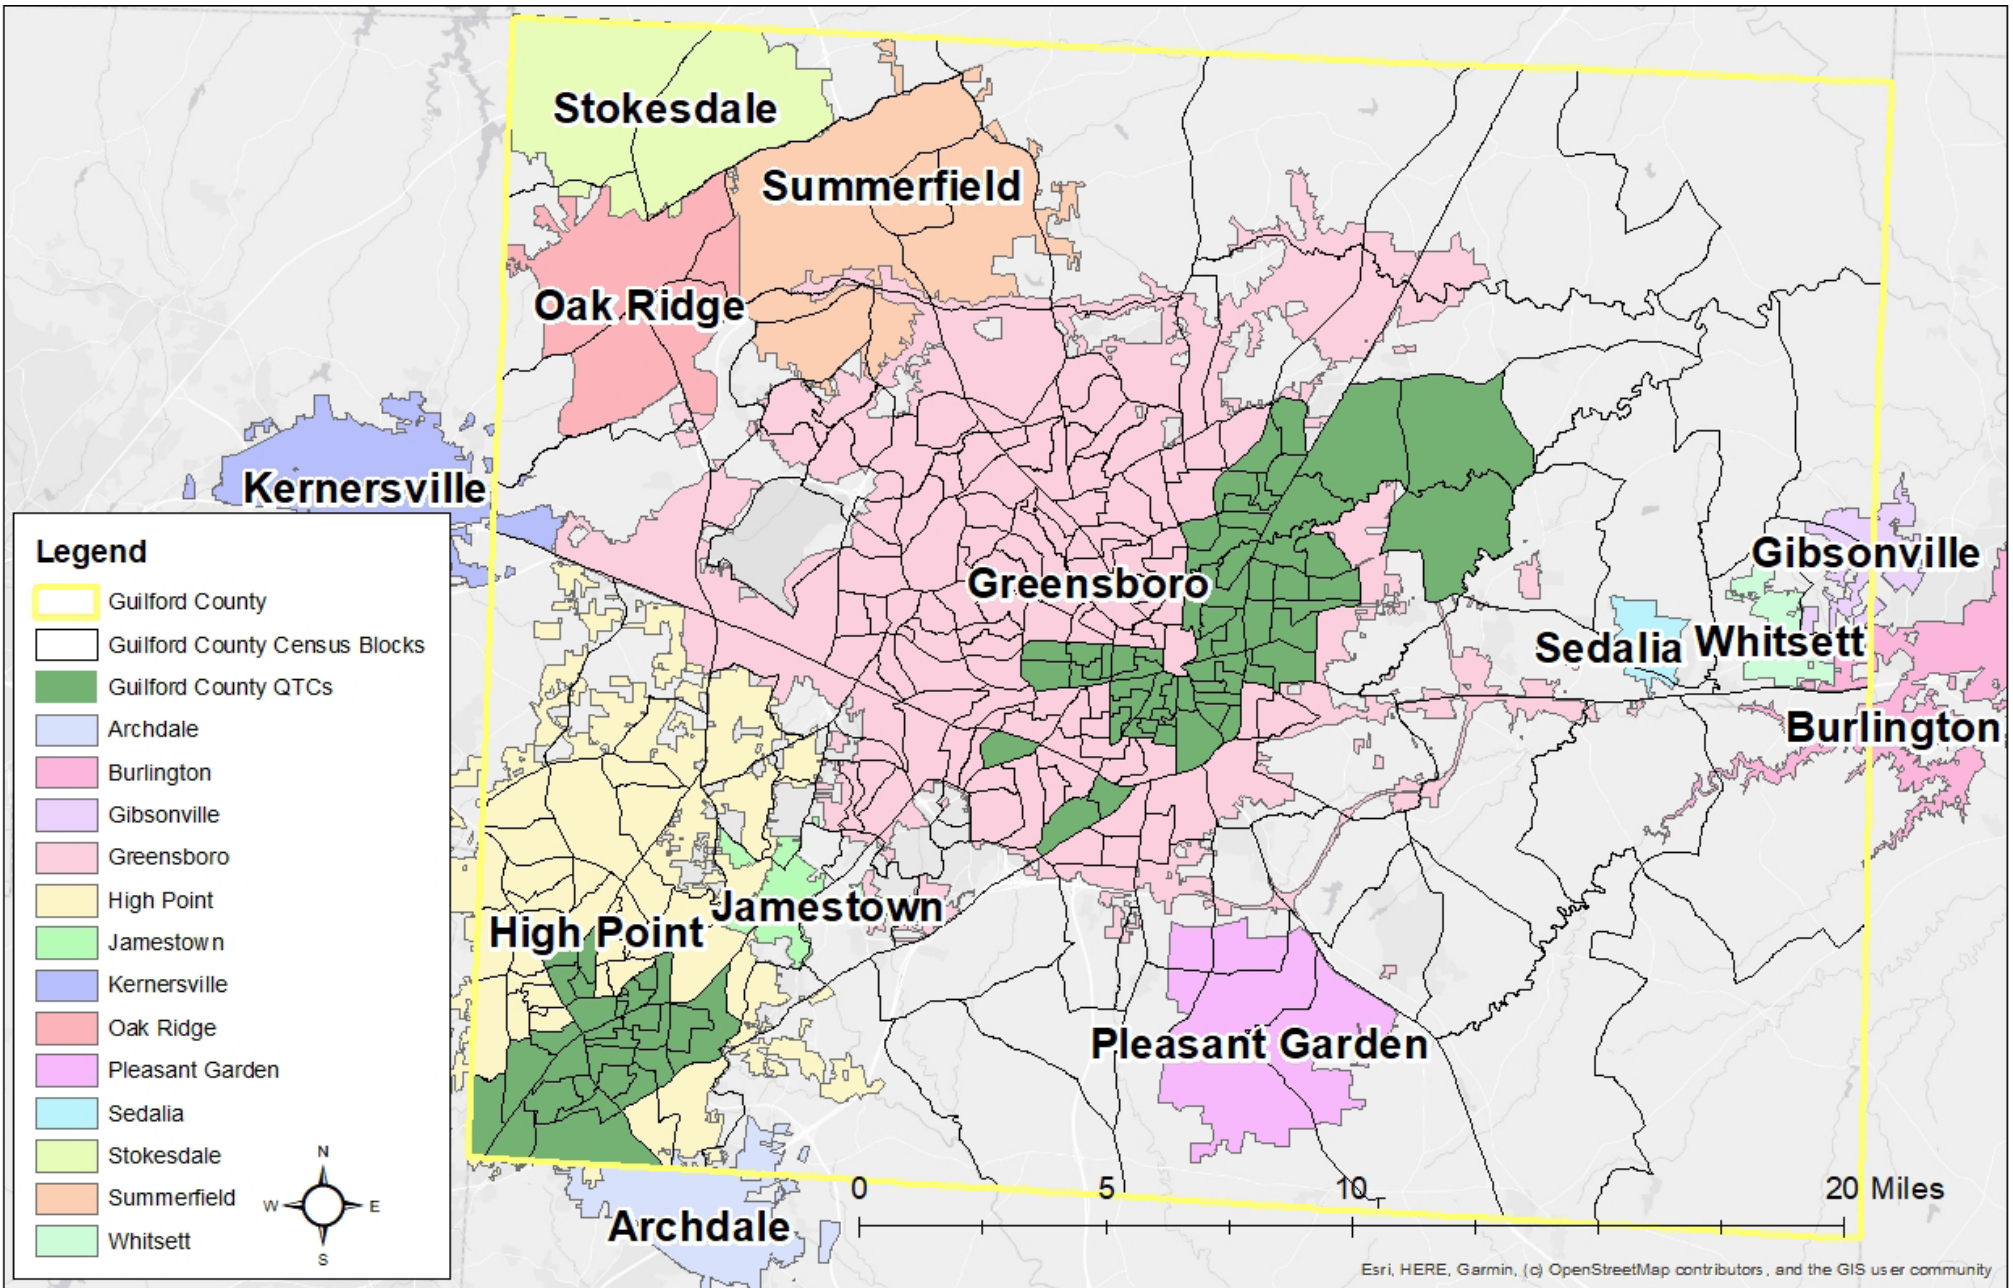 Stokesdale
Summerfield
Oak Ridge
Kernersville
Gibsonville
Greensboro
Sedalia
Whitsett
Burlington
High Point
Jamestown
Pleasant Garden
Archdale
Legend
Guilford County
Guilford County Census Blocks
Guilford County QTCs
Archdale
Burlington
Gibsonville
Greensboro
High Point
Jamestown
Kernersville
Oak Ridge
Pleasant Garden
Sedalia
Stokesdale
Summerfield
Whitsett
N
W
E
S
0 5 10 20 Miles
Esri, HERE, Garmin, (c) OpenStreetMap contributors, and the GIS user community